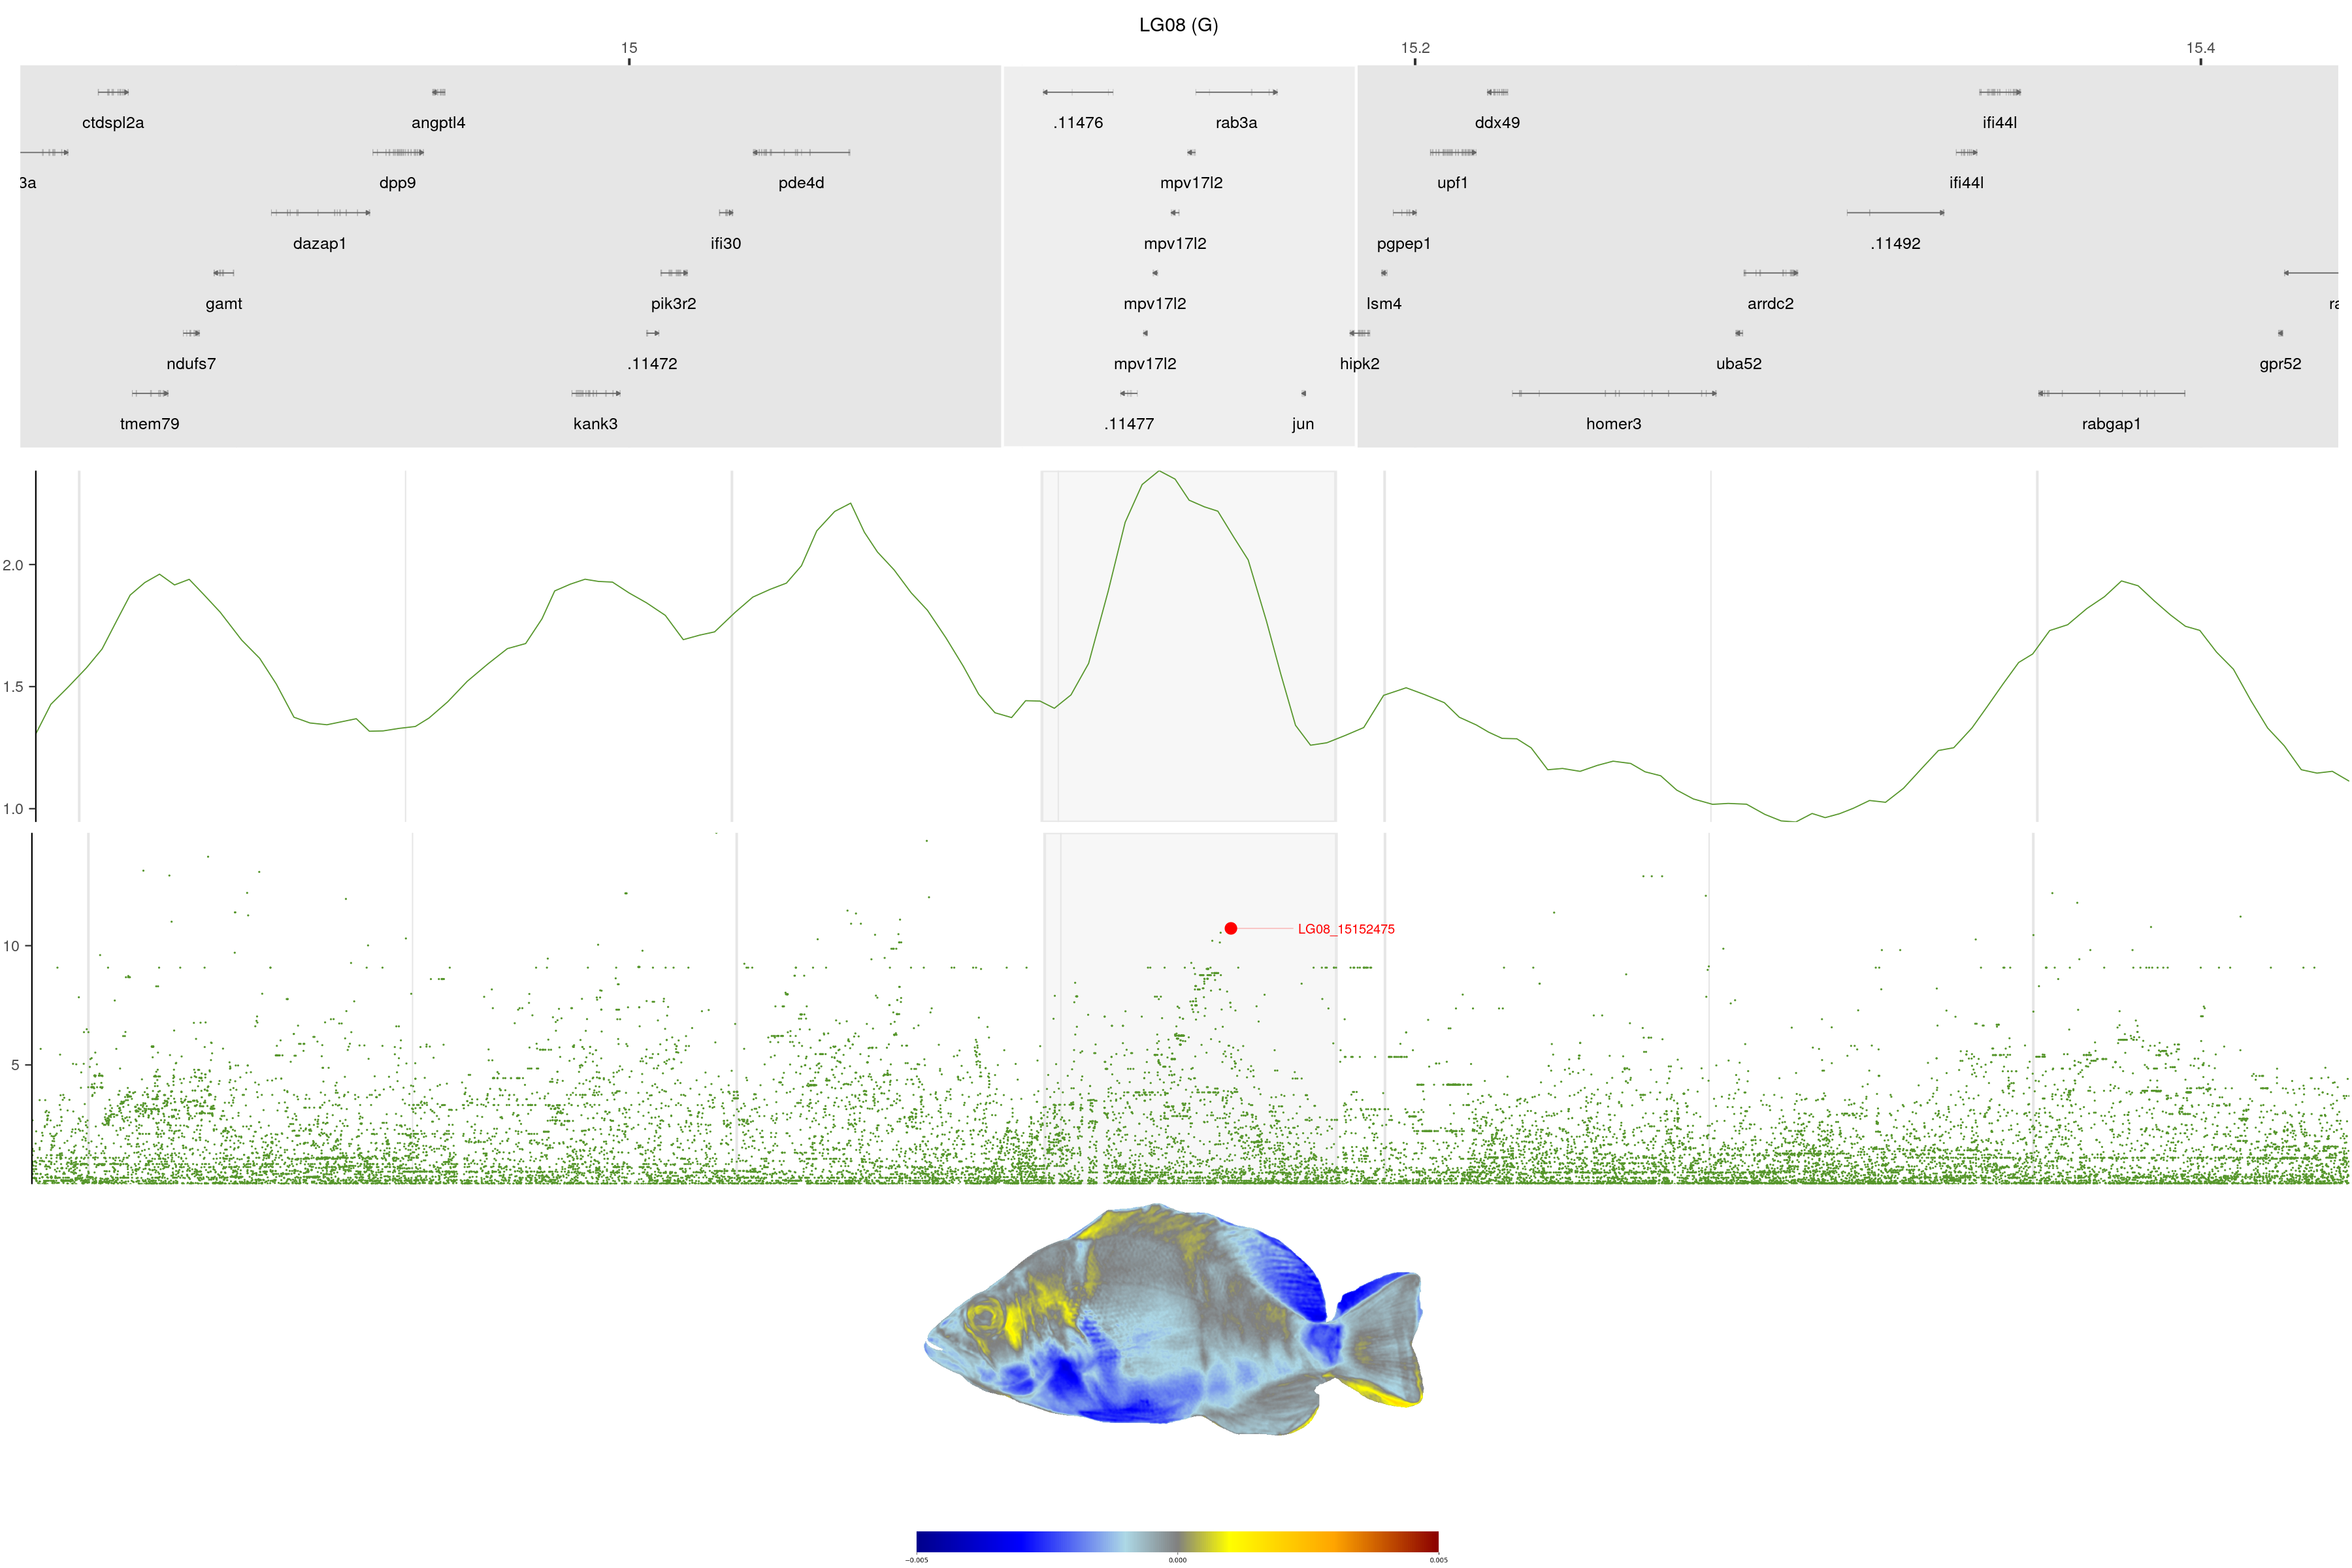 LG08 (G)
15 15.2 15.4
.11476 rab3a
ctdspl2a angptl4 ddx49 ifi44l
3a dpp9 pde4d mpv17l2 upf1 ifi44l
dazap1 ifi30 mpv17l2 pgpep1 .11492
gamt pik3r2 mpv17l2 lsm4 arrdc2 ra
ndufs7 .11472 mpv17l2 hipk2 uba52 gpr52
tmem79 kank3 .11477 jun homer3 rabgap1
2.0
1.5
1.0
10
LG08_15152475
5
−0.005 0.000 0.005